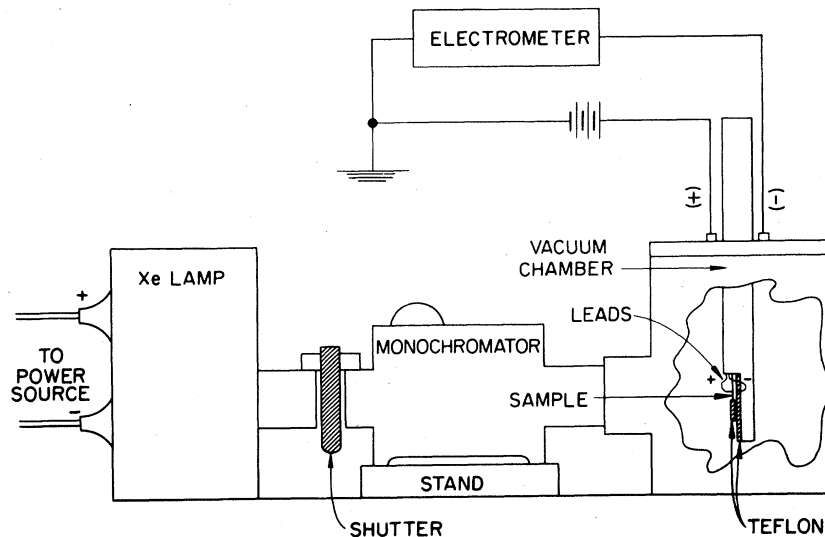 ELECTROMETER
(+)
(-)
VACUUM
CHAMBER
Xe LAMP
+
LEADS
MONOCHROMATOR
TO
POWER
SOURCE
-
+
-
SAMPLE
STAND
SHUTTER
TEFLON